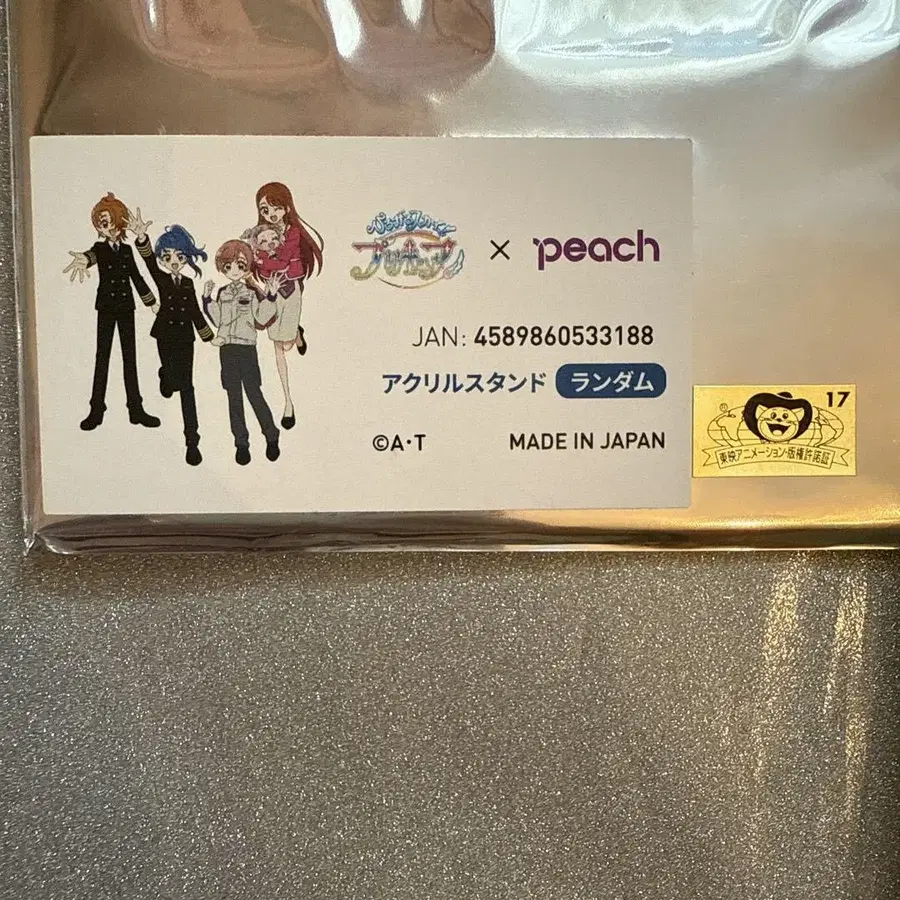 ひろがるスカイ!
プリキュア
× peach
JAN: 4589860533188
アクリルスタンド ランダム
©A·T MADE IN JAPAN
17
東映アニメーション・版権許諾証